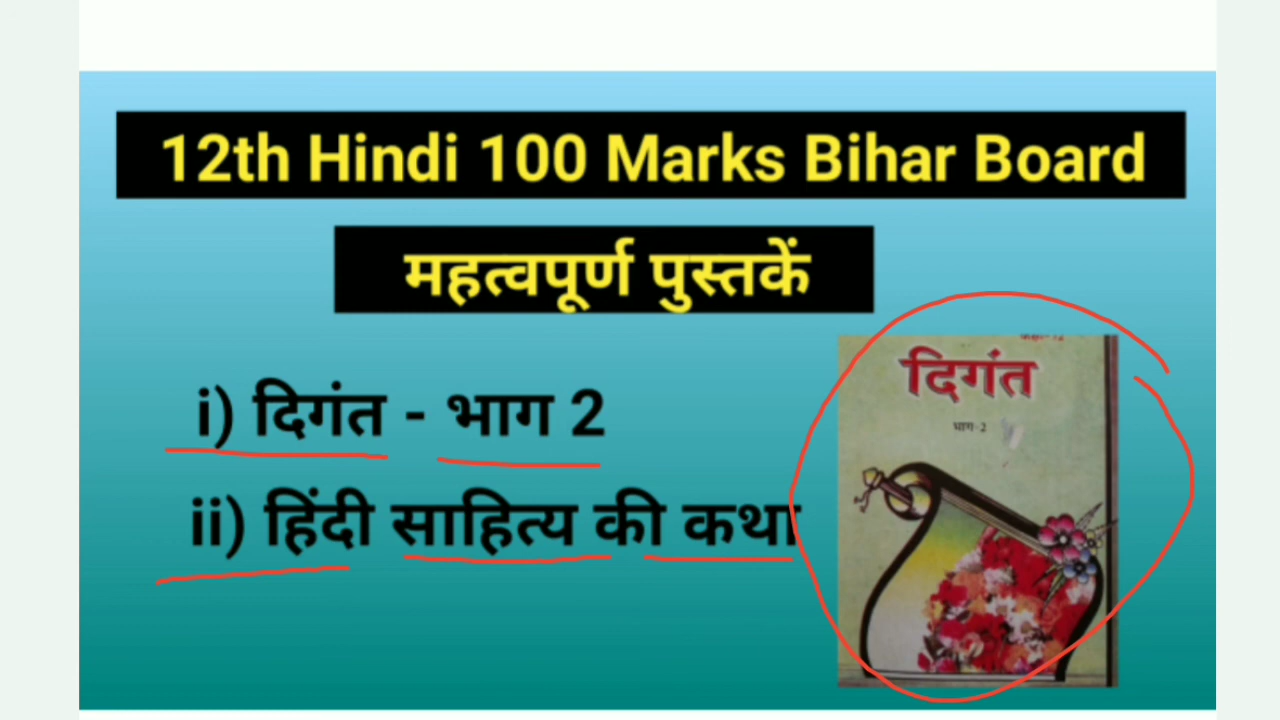 12th Hindi 100 Marks Bihar Board
महत्वपूर्ण पुस्तकें
i) दिगंत - भाग 2
ii) हिंदी साहित्य की कथा
दिगंत
भाग-2